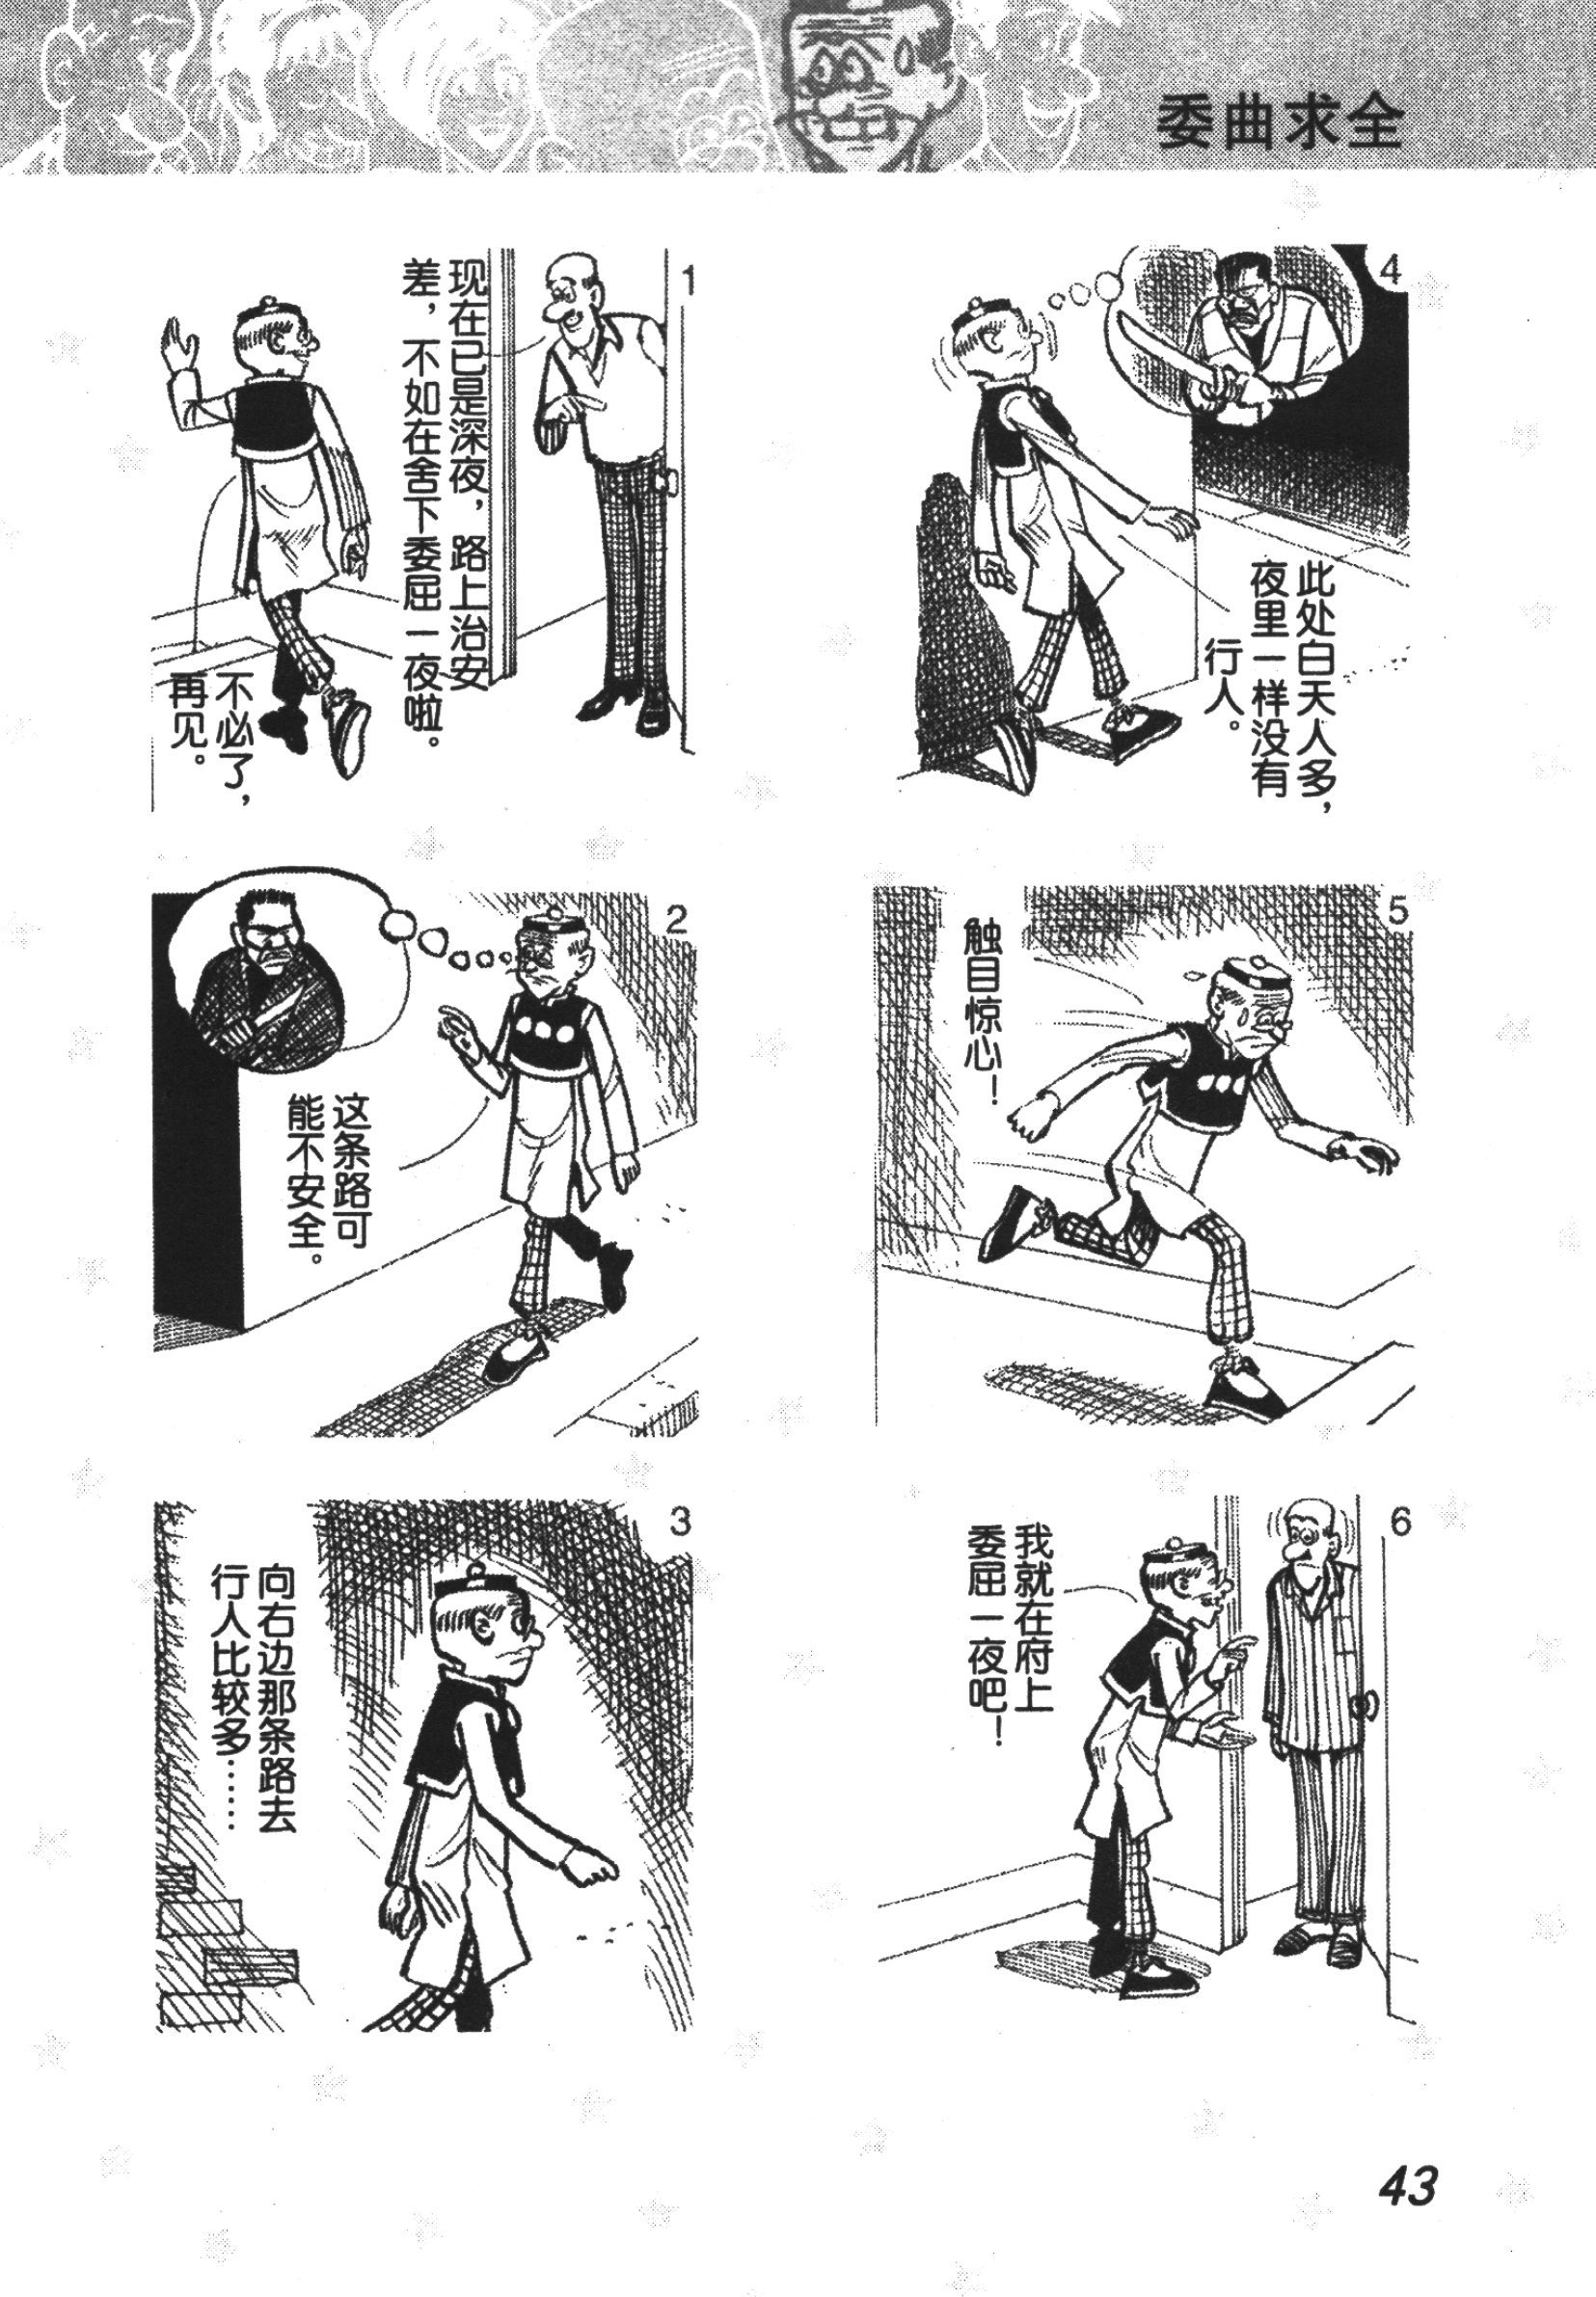 委曲求全
1
现在已是深夜，路上治安
差，不如在舍下委屈一夜啦。
不必了，
再见。
2
这条路可
能不安全。
3
向右边那条路去
行人比较多……
4
此处白天人多，
夜里一样没有
行人。
5
触目惊心！
6
我就在府上
委屈一夜吧！
43